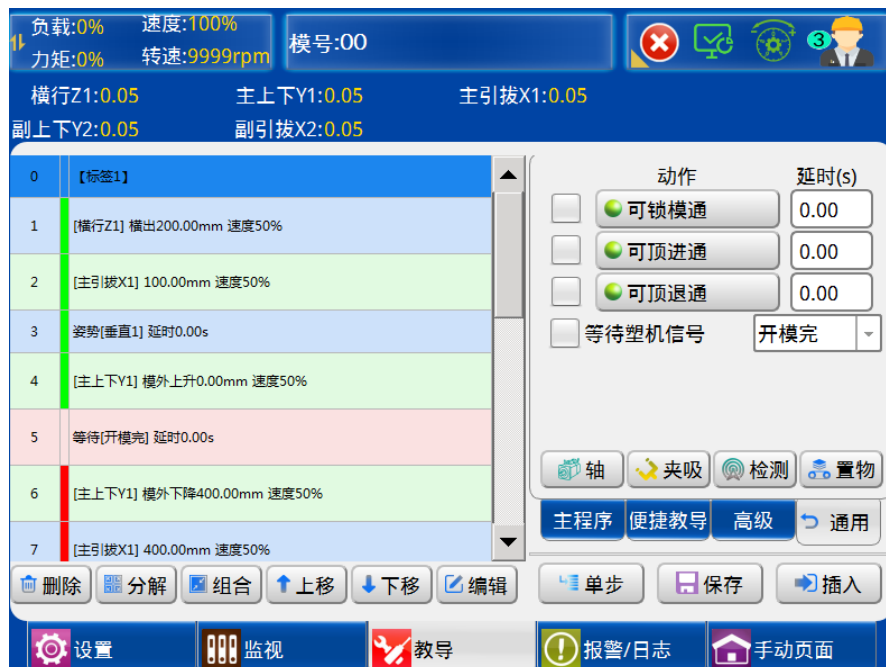 负载:0% 速度:100%
力矩:0% 转速:9999rpm
模号:00
3
横行Z1:0.05 主上下Y1:0.05 主引拔X1:0.05
副上下Y2:0.05 副引拔X2:0.05
0 【标签1】
1 [横行Z1] 横出200.00mm 速度50%
2 [主引拔X1] 100.00mm 速度50%
3 姿势[垂直1] 延时0.00s
4 [主上下Y1] 模外上升0.00mm 速度50%
5 等待[开模完] 延时0.00s
6 [主上下Y1] 模外下降400.00mm 速度50%
7 [主引拔X1] 400.00mm 速度50%
动作 延时(s)
可锁模通 0.00
可顶进通 0.00
可顶退通 0.00
等待塑机信号 开模完
轴 夹吸 检测 置物
主程序 便捷教导 高级 通用
删除 分解 组合 上移 下移 编辑 单步 保存 插入
设置 监视 教导 报警/日志 手动页面